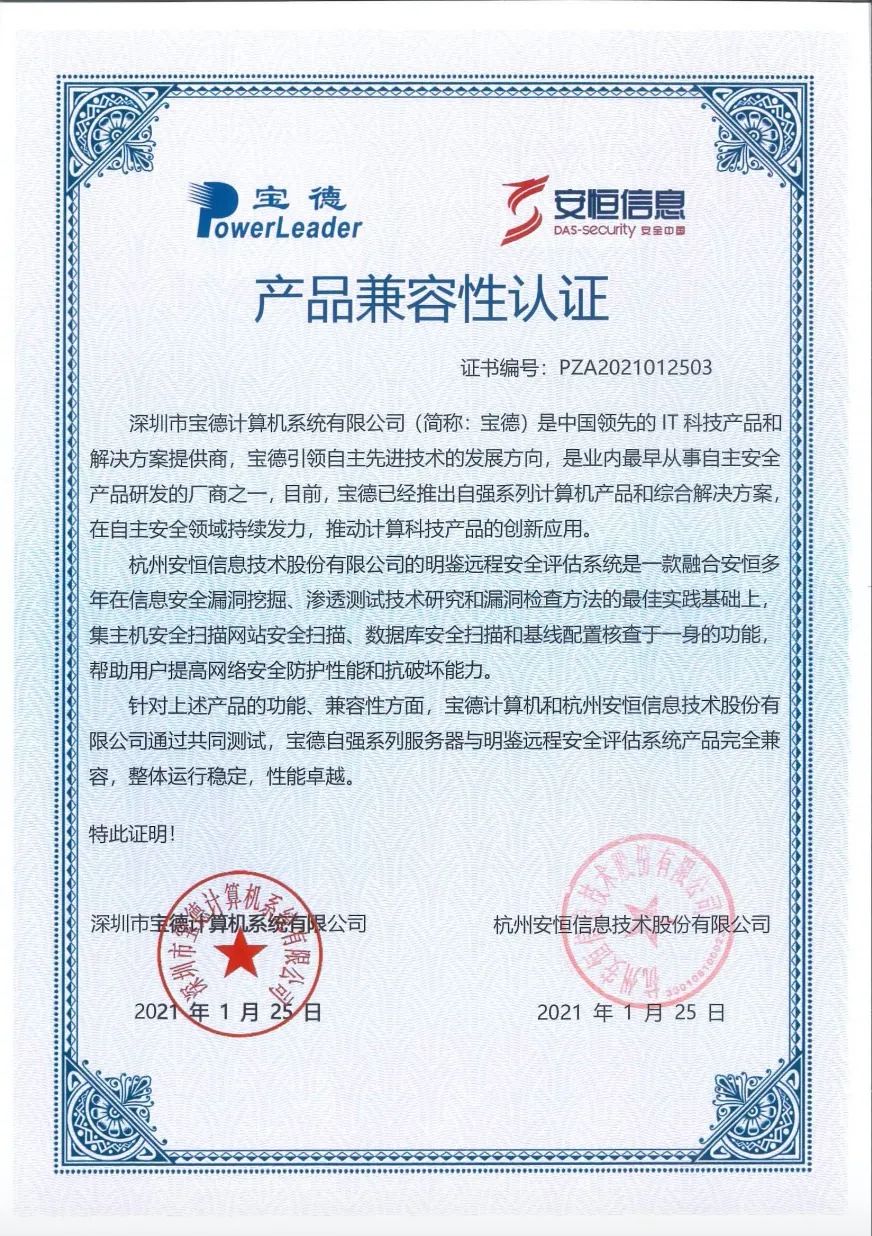 宝德
PowerLeader
安恒信息
DAS-security 安全中国
产品兼容性认证
证书编号：PZA2021012503
深圳市宝德计算机系统有限公司（简称：宝德）是中国领先的 IT 科技产品和
解决方案提供商，宝德引领自主先进技术的发展方向，是业内最早从事自主安全
产品研发的厂商之一，目前，宝德已经推出自强系列计算机产品和综合解决方案，
在自主安全领域持续发力，推动计算科技产品的创新应用。
杭州安恒信息技术股份有限公司的明鉴远程安全评估系统是一款融合安恒多
年在信息安全漏洞挖掘、渗透测试技术研究和漏洞检查方法的最佳实践基础上，
集主机安全扫描网站安全扫描、数据库安全扫描和基线配置核查于一身的功能，
帮助用户提高网络安全防护性能和抗破坏能力。
针对上述产品的功能、兼容性方面，宝德计算机和杭州安恒信息技术股份有
限公司通过共同测试，宝德自强系列服务器与明鉴远程安全评估系统产品完全兼
容，整体运行稳定，性能卓越。
特此证明！
深圳市宝德计算机系统有限公司
杭州安恒信息技术股份有限公司
2021 年 1 月 25 日
2021 年 1 月 25 日
深圳市宝德计算机系统有限公司
杭州安恒信息技术股份有限公司